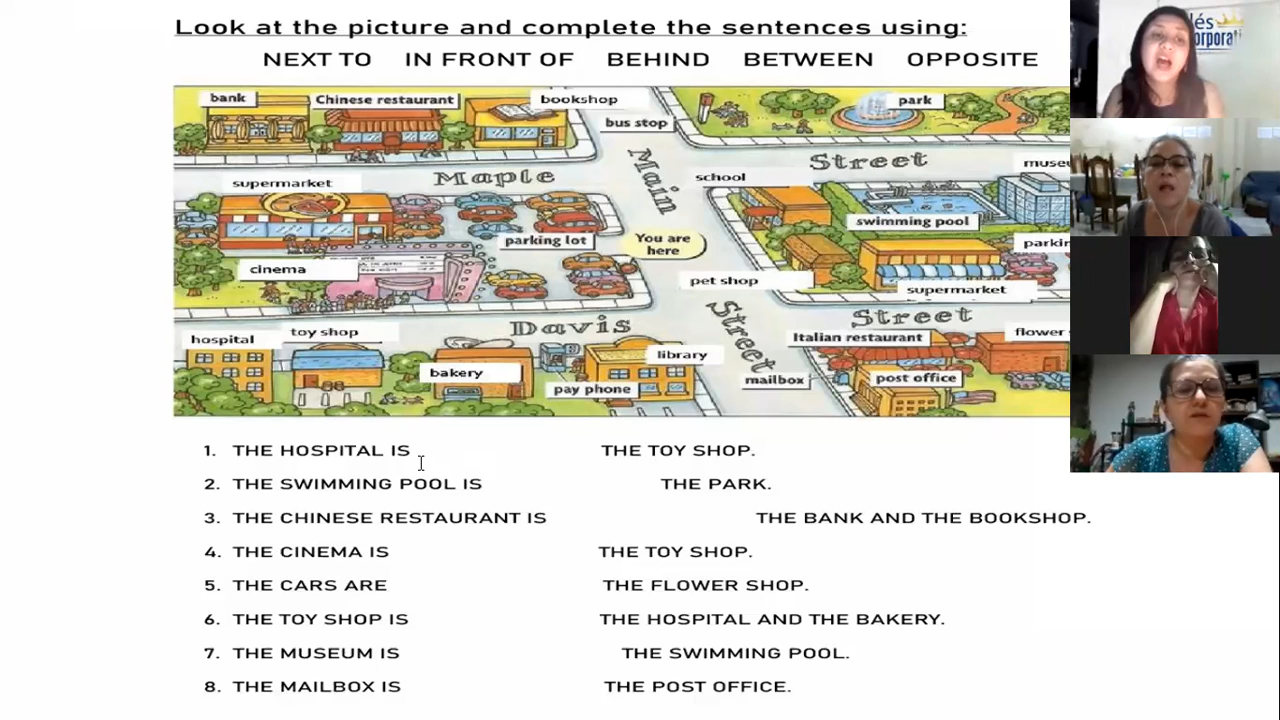 Look at the picture and complete the sentences using:
NEXT TO IN FRONT OF BEHIND BETWEEN OPPOSITE
bank
Chinese restaurant
bookshop
park
bus stop
Main
Street
Maple
Street
supermarket
school
swimming pool
parking lot
You are
here
cinema
pet shop
supermarket
Davis
Street
hospital
toy shop
Italian restaurant
flower
library
bakery
pay phone
mailbox
post office
1. THE HOSPITAL IS THE TOY SHOP.
2. THE SWIMMING POOL IS THE PARK.
3. THE CHINESE RESTAURANT IS THE BANK AND THE BOOKSHOP.
4. THE CINEMA IS THE TOY SHOP.
5. THE CARS ARE THE FLOWER SHOP.
6. THE TOY SHOP IS THE HOSPITAL AND THE BAKERY.
7. THE MUSEUM IS THE SWIMMING POOL.
8. THE MAILBOX IS THE POST OFFICE.